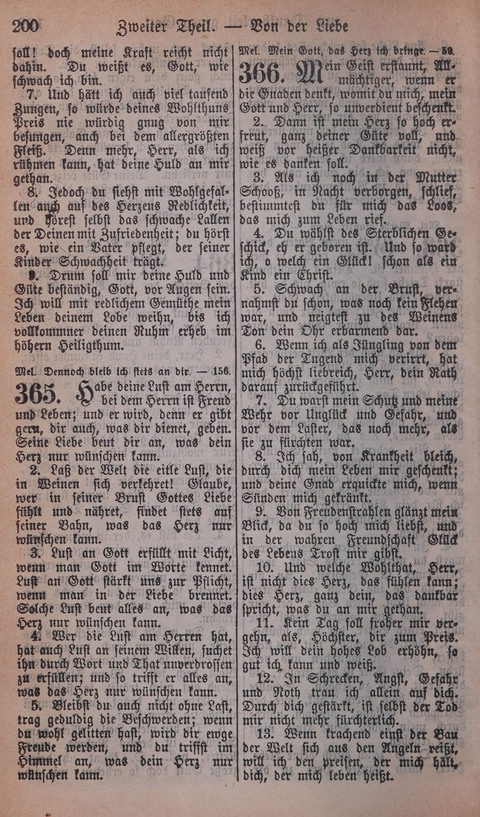 200 Zweiter Theil. — Von der Liebe
soll! doch meine Kraft reicht nicht
dahin. Du weißt es, Gott, wie
schwach ich bin.
7. Und hätt ich auch viel tausend
Zungen, so würde deines Wohlthuns
Preis nie würdig gnug von mir
besungen, auch bei dem allergrößten
Fleiß. Denn mehr, Herr, als ich
rühmen kann, hat deine Huld an mir
gethan.
8. Jedoch du siehst mit Wohlgefal-
len auch auf des Herzens Redlichkeit,
und hörest selbst das schwache Lallen
der Deinen mit Zufriedenheit; du hörst
es, wie ein Vater pflegt, der seiner
Kinder Schwachheit trägt.
9. Drum soll mir deine Huld und
Güte beständig, Gott, vor Augen sein.
Ich will mit redlichem Gemüthe mein
Leben deinem Lobe weihn, bis ich
vollkommner deinen Ruhm erheb im
höhern Heiligthum.
Mel. Dennoch bleib ich stets an dir. — 156.
365. Habe deine Lust am Herrn,
bei dem Herrn ist Freud
und Leben; und er wird, denn er gibt
gern, dir auch, was dir dienet, geben.
Seine Liebe beut dir an, was dein
Herz nur wünschen kann.
2. Laß der Welt die eitle Lust, die
in Weinen sich verkehret! Glaube,
wer in seiner Brust Gottes Liebe
fühlt und nähret, findet stets auf
seiner Bahn, was das Herz nur
wünschen kann.
3. Lust an Gott erfüllt mit Licht,
wenn man Gott im Worte kennet.
Lust an Gott stärkt uns zur Pflicht,
wenn man in der Liebe brennet.
Solche Lust beut alles an, was das
Herz nur wünschen kann.
4. Wer die Lust am Herren hat,
hat auch Lust an seinem Willen, suchet
ihn durch Wort und That unverdrossen
zu erfüllen; und so trifft er alles an,
was das Herz nur wünschen kann.
5. Bleibst du auch nicht ohne Last,
trag geduldig die Beschwerden; wenn
du wohl gelitten hast, wird dir ewge
Freude werden, und du triffst im
Himmel an, was dein Herz nur
wünschen kann.
Mel. Mein Gott, das Herz ich bringe. — 59.
366. Mein Geist erstaunt, All-
mächtiger, wenn er
die Gnaden denkt, womit du mich, mein
Gott und Herr, so unverdient beschenkt.
2. Dann ist mein Herz so hoch er-
freut, ganz deiner Güte voll, und
weiß vor heißer Dankbarkeit nicht,
wie es danken soll.
3. Als ich noch in der Mutter
Schooß, in Nacht verborgen, schlief,
bestimmtest du für mich das Loos,
das mich zum Leben rief.
4. Du wählst des Sterblichen Ge-
schick, eh er geboren ist. Und so ward
ich, o welch ein Glück! schon als ein
Kind ein Christ.
5. Schwach an der Brust, ver-
nahmst du schon, was noch kein Flehen
war, und neigtest zu des Weinens
Ton dein Ohr erbarmend dar.
6. Wenn ich als Jüngling von dem
Pfad der Tugend mich verirrt, hat
mich höchst liebreich, Herr, dein Rath
darauf zurückgeführt.
7. Du warst mein Schutz und meine
Wehr vor Unglück und Gefahr, und
vor dem Laster, das noch mehr, als
sie zu fürchten war.
8. Ich sah, von Krankheit bleich,
durch dich mein Leben mir geschenkt;
und deine Gnad erquickte mich, wenn
Sünden mich gekränkt.
9. Von Freudenstrahlen glänzt mein
Blick, da du so hoch mich liebst, und
in der wahren Freundschaft Glück
des Lebens Trost mir gibst.
10. Und welche Wohlthat, Herr,
ist nicht dies Herz, das fühlen kann;
dies Herz, ganz dein, das dankbar
spricht, was du an mir gethan.
11. Kein Tag soll froher mir ver-
gehn, als, Höchster, dir zum Preis.
Ich will dein hohes Lob erhöhn, so
gut ich kann und weiß.
12. In Schrecken, Angst, Gefahr
und Noth trau ich allein auf dich.
Durch dich gestärkt, ist selbst der Tod
mir nicht mehr fürchterlich.
13. Wenn krachend einst der Bau
der Welt sich aus den Angeln reißt,
will ich den preisen, der mich hält,
dich, der mich leben heißt.